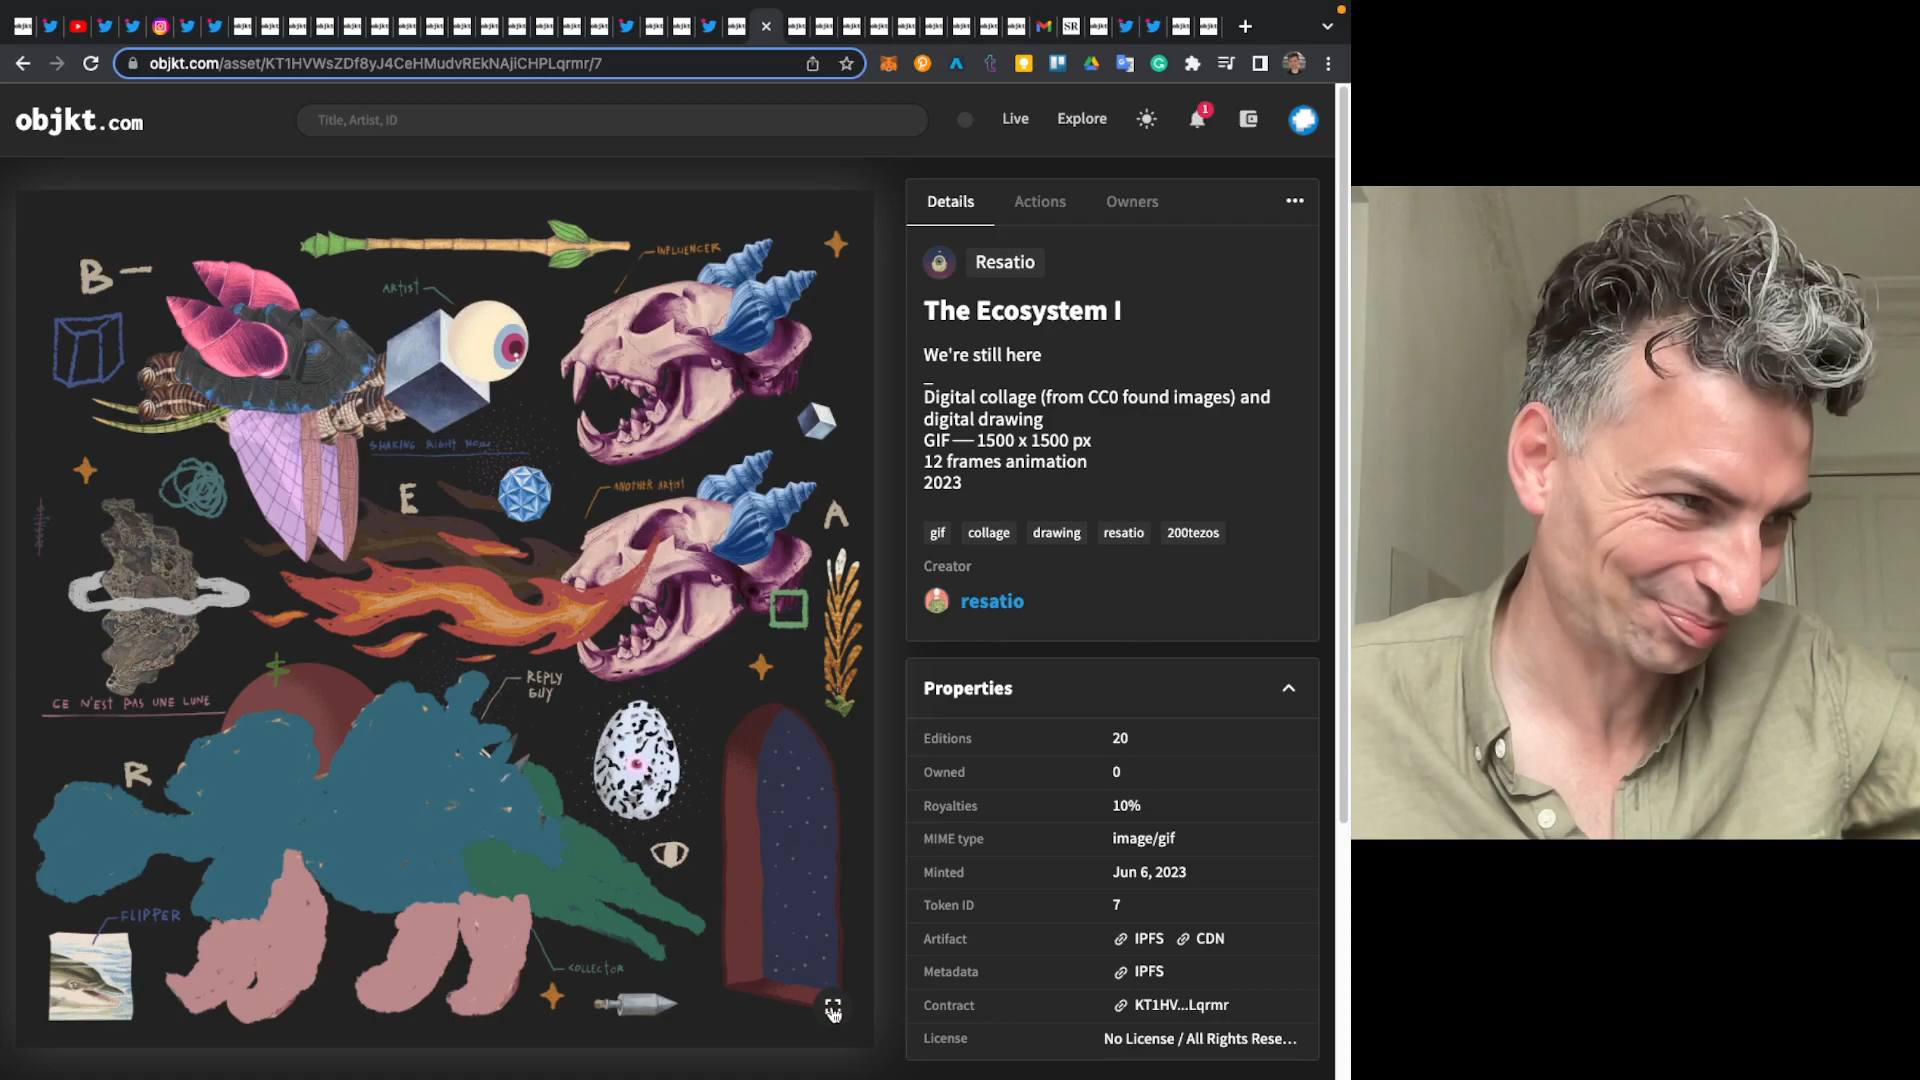 objkt.com/asset/KT1HVWsZDf8yJ4CeHMudvREkNAjiCHPLqrmr/7
objkt.com
Title, Artist, ID
Live
Explore
1
Details
Actions
Owners
Resatio
The Ecosystem I
We're still here
_
Digital collage (from CC0 found images) and
digital drawing
GIF — 1500 x 1500 px
12 frames animation
2023
gif
collage
drawing
resatio
200tezos
Creator
resatio
Properties
Editions 20
Owned 0
Royalties 10%
MIME type image/gif
Minted Jun 6, 2023
Token ID 7
Artifact IPFS CDN
Metadata IPFS
Contract KT1HV...Lqrmr
License No License / All Rights Rese...
B-
INFLUENCER
ARTIST
SHAKING RIGHT NOW
E
ANOTHER ARTIST
A
CE N'EST PAS UNE LUNE
REPLY
GUY
R
FLIPPER
COLLECTOR